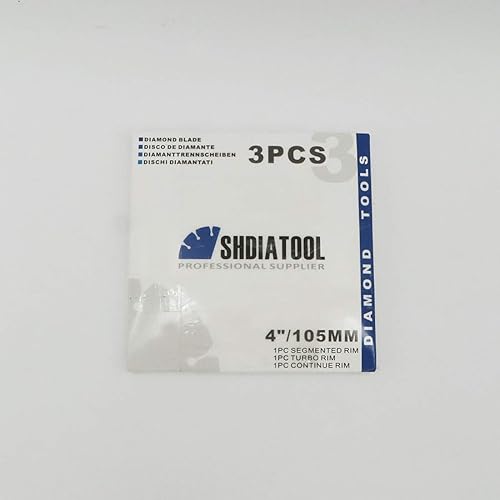 DIAMOND BLADE
DISCO DE DIAMANTE
DIAMANTTRENNSCHEIBEN
DISCHI DIAMANTATI
3PCS
3
DIAMOND TOOLS
SHDIATOOL
PROFESSIONAL SUPPLIER
4"/105MM
1PC SEGMENTED RIM
1PC TURBO RIM
1PC CONTINUE RIM